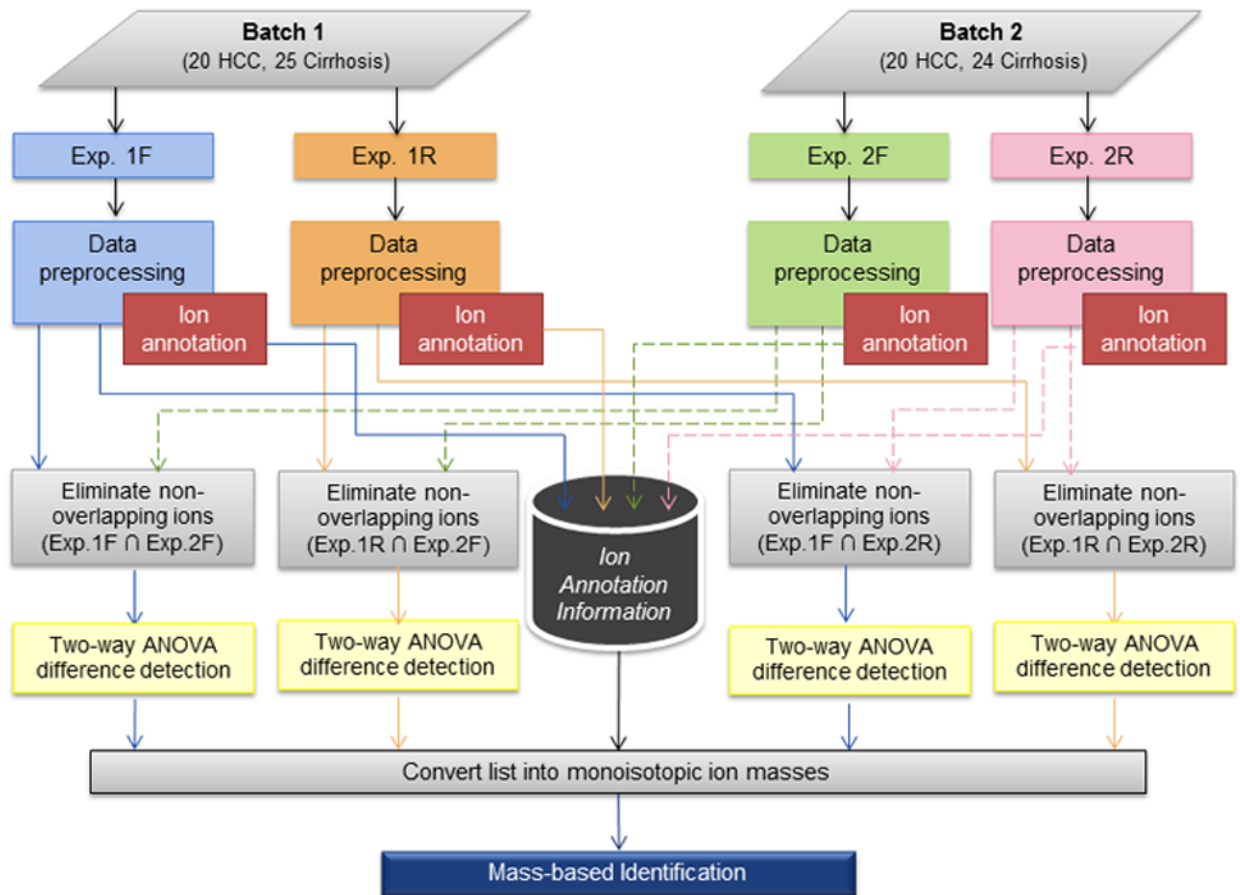 Batch 1
(20 HCC, 25 Cirrhosis)
Batch 2
(20 HCC, 24 Cirrhosis)
Exp. 1F
Exp. 1R
Exp. 2F
Exp. 2R
Data
preprocessing
Ion
annotation
Data
preprocessing
Ion
annotation
Data
preprocessing
Ion
annotation
Data
preprocessing
Ion
annotation
Eliminate non-
overlapping ions
(Exp.1F ∩ Exp.2F)
Eliminate non-
overlapping ions
(Exp.1R ∩ Exp.2F)
Ion
Annotation
Information
Eliminate non-
overlapping ions
(Exp.1F ∩ Exp.2R)
Eliminate non-
overlapping ions
(Exp.1R ∩ Exp.2R)
Two-way ANOVA
difference detection
Two-way ANOVA
difference detection
Two-way ANOVA
difference detection
Two-way ANOVA
difference detection
Convert list into monoisotopic ion masses
Mass-based Identification